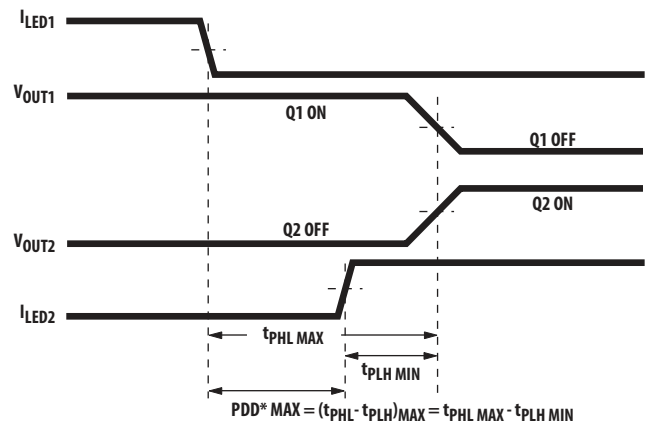 ILED1
VOUT1
Q1 ON
Q1 OFF
Q2 ON
Q2 OFF
VOUT2
ILED2
tPHL MAX
tPLH MIN
PDD* MAX = (tPHL- tPLH)MAX = tPHL MAX - tPLH MIN